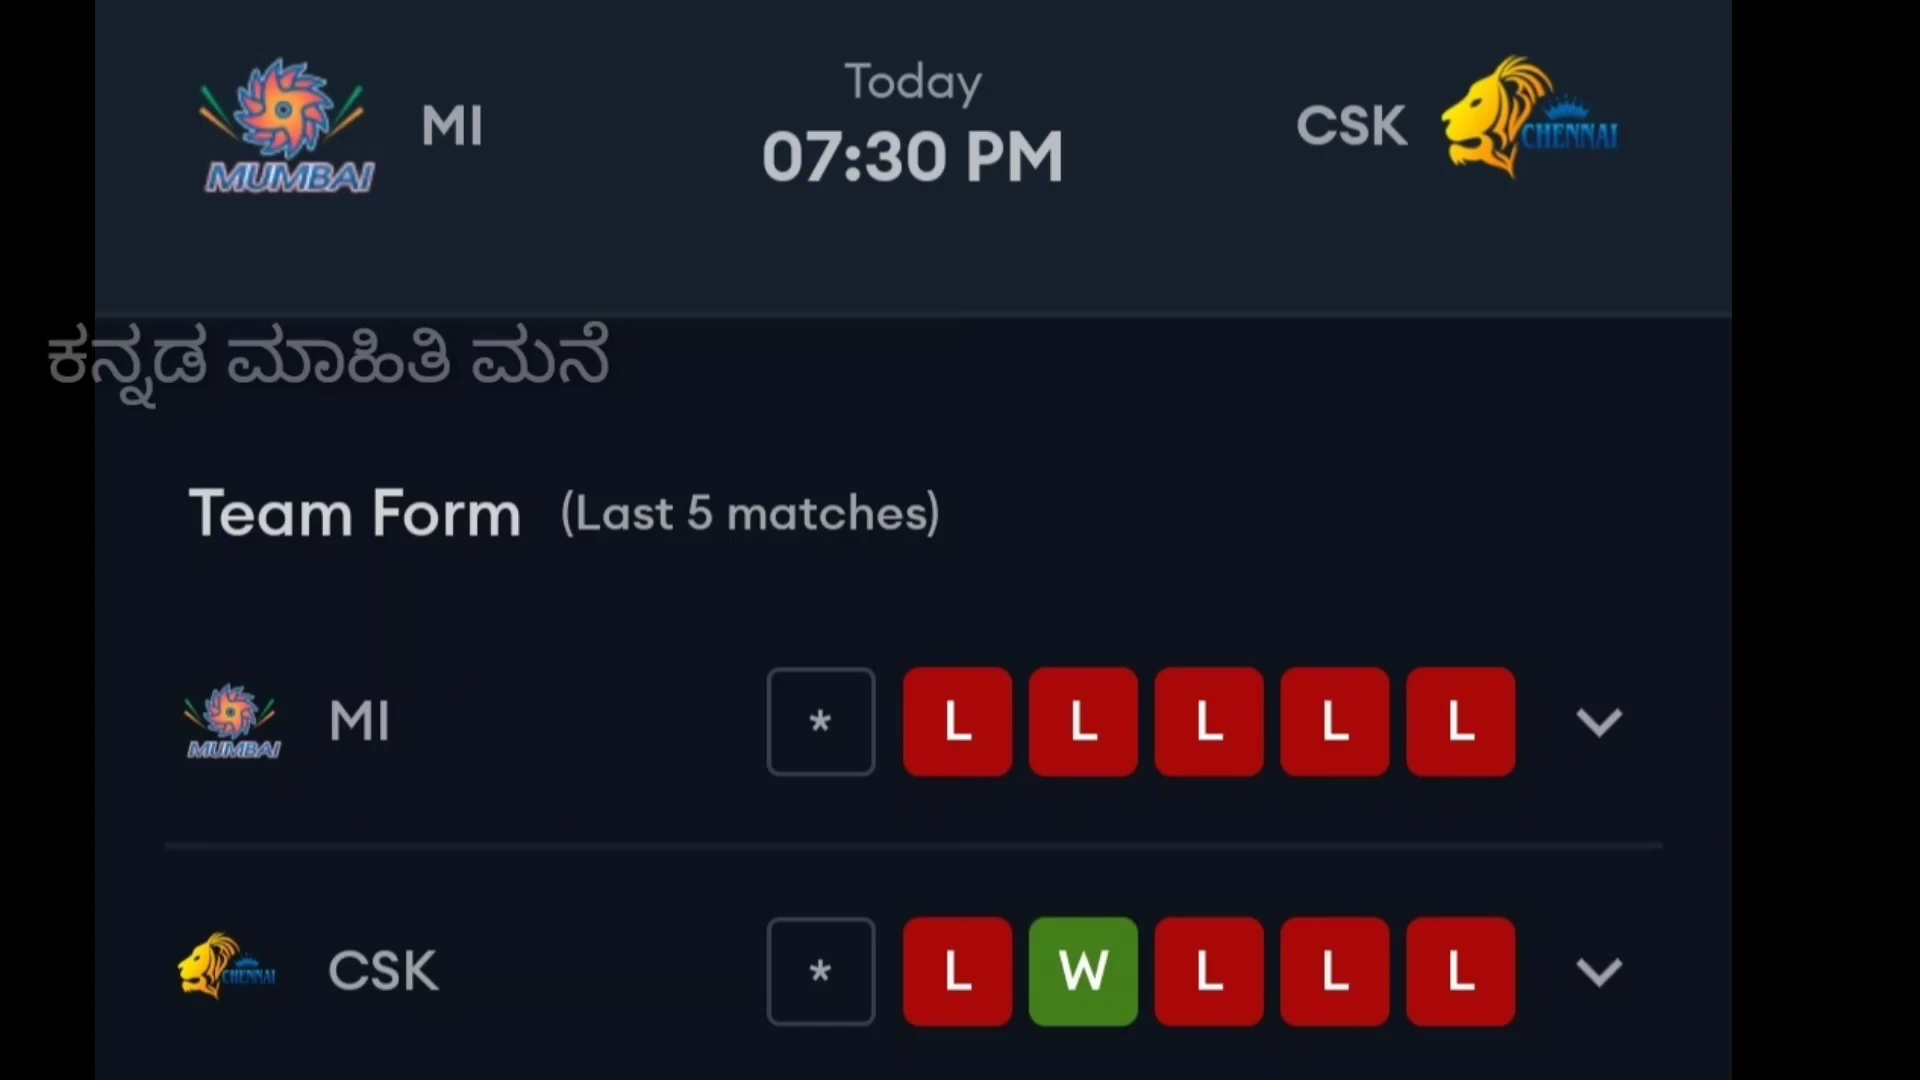 MUMBAI
MI
Today
07:30 PM
CSK
CHENNAI
ಕನ್ನಡ ಮಾಹಿತಿ ಮನೆ
Team Form (Last 5 matches)
MUMBAI
MI * L L L L L
CHENNAI
CSK * L W L L L